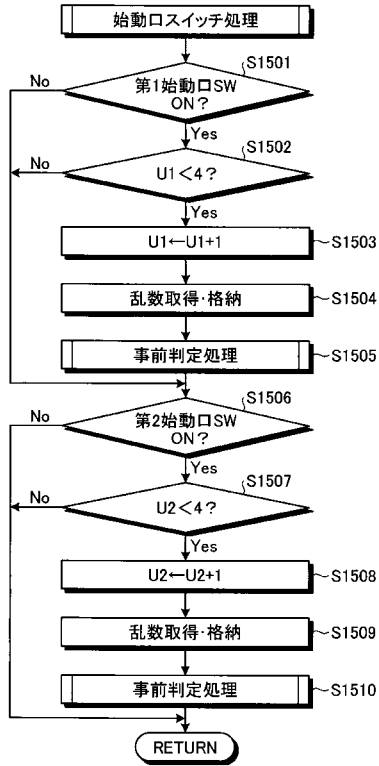 始動口スイッチ処理
S1501
第1始動口SW
ON?
No
Yes
S1502
U1<4?
No
Yes
U1←U1+1
S1503
乱数取得・格納
S1504
事前判定処理
S1505
S1506
第2始動口SW
ON?
No
Yes
S1507
U2<4?
No
Yes
U2←U2+1
S1508
乱数取得・格納
S1509
事前判定処理
S1510
RETURN